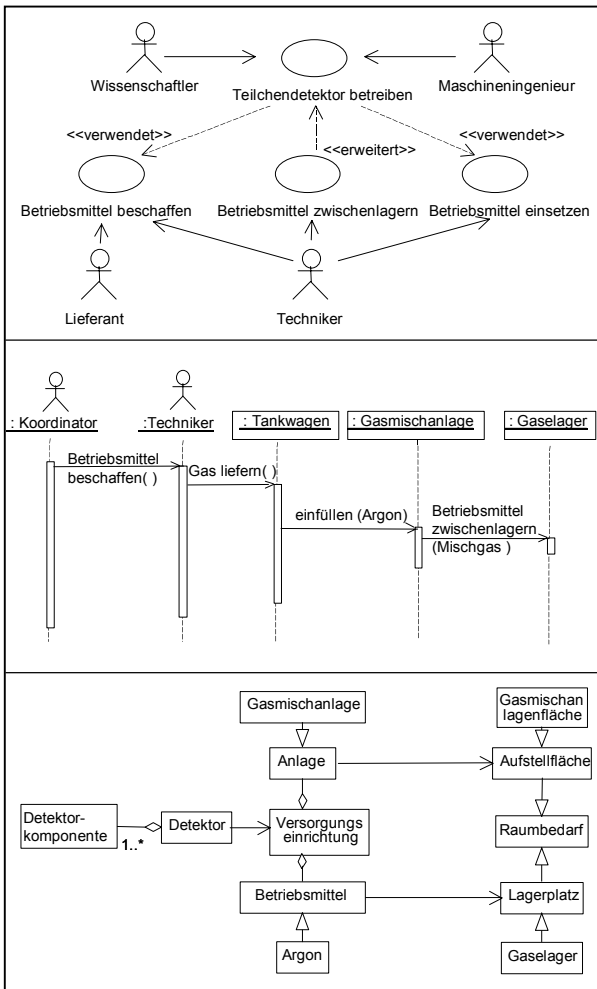 Wissenschaftler
Maschineningenieur
Teilchendetektor betreiben
<<verwendet>>
<<erweitert>>
<<verwendet>>
Betriebsmittel beschaffen
Betriebsmittel zwischenlagern
Betriebsmittel einsetzen
Lieferant
Techniker
: Koordinator
:Techniker
: Tankwagen
: Gasmischanlage
: Gaselager
Betriebsmittel
beschaffen( )
Gas liefern( )
einfüllen (Argon)
Betriebsmittel
zwischenlagern
(Mischgas )
Gasmischanlage
Gasmischan
lagenfläche
Anlage
Aufstellfläche
Detektor-
komponente
1..*
Detektor
Versorgungs
einrichtung
Raumbedarf
Betriebsmittel
Lagerplatz
Argon
Gaselager